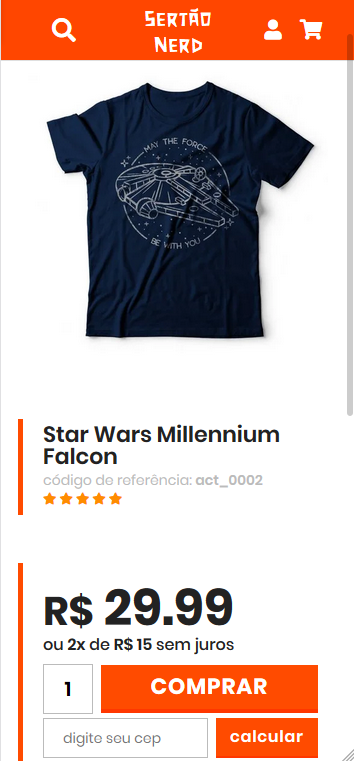 Sertão
Nerd
MAY THE FORCE
BE WITH YOU
Star Wars Millennium
Falcon
código de referência: act_0002
R$ 29.99
ou 2x de R$ 15 sem juros
1
COMPRAR
digite seu cep
calcular